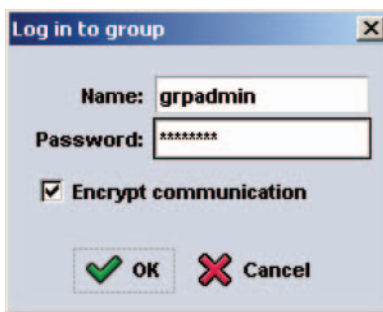 Log in to group
Name: grpadmin
Password: ********
Encrypt communication
OK Cancel